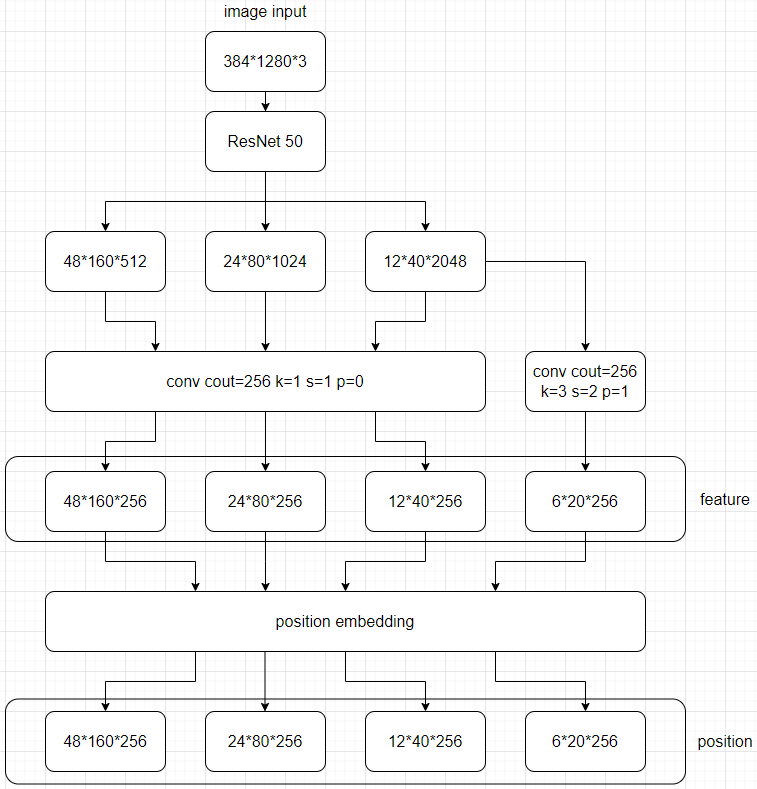 image input
384*1280*3
ResNet 50
48*160*512
24*80*1024
12*40*2048
conv cout=256 k=1 s=1 p=0
conv cout=256
k=3 s=2 p=1
48*160*256
24*80*256
12*40*256
6*20*256
feature
position embedding
48*160*256
24*80*256
12*40*256
6*20*256
position